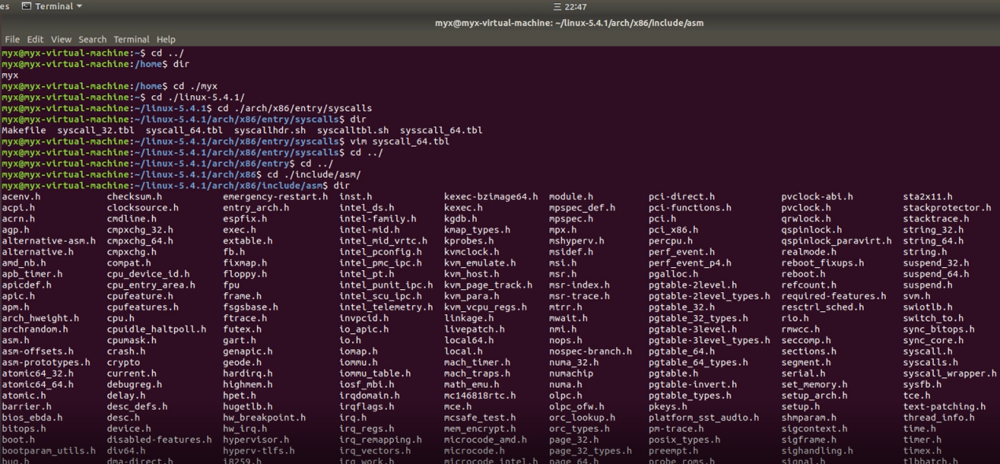 es Terminal 三 22:47
myx@myx-virtual-machine: ~/linux-5.4.1/arch/x86/include/asm
File Edit View Search Terminal Help
myx@myx-virtual-machine:~$ cd ../
myx@myx-virtual-machine:/home$ dir
myx
myx@myx-virtual-machine:/home$ cd ./myx
myx@myx-virtual-machine:~$ cd ./linux-5.4.1/
myx@myx-virtual-machine:~/linux-5.4.1$ cd ./arch/x86/entry/syscalls
myx@myx-virtual-machine:~/linux-5.4.1/arch/x86/entry/syscalls$ dir
Makefile syscall_32.tbl syscall_64.tbl syscallhdr.sh syscalltbl.sh sysscall_64.tbl
myx@myx-virtual-machine:~/linux-5.4.1/arch/x86/entry/syscalls$ vim syscall_64.tbl
myx@myx-virtual-machine:~/linux-5.4.1/arch/x86/entry/syscalls$ cd ../
myx@myx-virtual-machine:~/linux-5.4.1/arch/x86/entry$ cd ../
myx@myx-virtual-machine:~/linux-5.4.1/arch/x86$ cd ./include/asm/
myx@myx-virtual-machine:~/linux-5.4.1/arch/x86/include/asm$ dir
acenv.h checksum.h emergency-restart.h inst.h kexec-bzimage64.h module.h pci-direct.h pvclock-abi.h sta2x11.h
acpi.h clocksource.h entry_arch.h intel_ds.h kexec.h mpspec_def.h pci-functions.h pvclock.h stackprotector.h
acrn.h cmdline.h espfix.h intel-family.h kgdb.h mpspec.h pci.h qrwlock.h stacktrace.h
agp.h cmpxchg_32.h exec.h intel-mid.h kmap_types.h mpx.h pci_x86.h qspinlock.h string_32.h
alternative-asm.h cmpxchg_64.h extable.h intel_mid_vrtc.h kprobes.h mshyperv.h percpu.h qspinlock_paravirt.h string_64.h
alternative.h cmpxchg.h fb.h intel_pconfig.h kvmclock.h msidef.h perf_event.h realmode.h string.h
amd_nb.h compat.h fixmap.h intel_pmc_ipc.h kvm_emulate.h msi.h perf_event_p4.h reboot_fixups.h suspend_32.h
apb_timer.h cpu_device_id.h floppy.h intel_pt.h kvm_host.h msr.h pgalloc.h reboot.h suspend_64.h
apicdef.h cpu_entry_area.h fpu intel_punit_ipc.h kvm_page_track.h msr-index.h pgtable-2level.h refcount.h suspend.h
apic.h cpufeature.h frame.h intel_scu_ipc.h kvm_para.h msr-trace.h pgtable-2level_types.h required-features.h svm.h
apm.h cpufeatures.h fsgsbase.h intel_telemetry.h kvm_vcpu_regs.h mtrr.h pgtable_32.h resctrl_sched.h swiotlb.h
arch_hweight.h cpu.h ftrace.h invpcid.h linkage.h mwait.h pgtable_32_types.h rio.h switch_to.h
archrandom.h cpuidle_haltpoll.h futex.h io_apic.h livepatch.h nmi.h pgtable-3level.h rmwcc.h sync_bitops.h
asm.h cpumask.h gart.h io.h local64.h nops.h pgtable-3level_types.h seccomp.h sync_core.h
asm-offsets.h crash.h genapic.h iomap.h local.h nospec-branch.h pgtable_64.h sections.h syscall.h
asm-prototypes.h crypto geode.h iommu.h mach_timer.h numa_32.h pgtable_64_types.h segment.h syscalls.h
atomic64_32.h current.h hardirq.h iommu_table.h mach_traps.h numachip pgtable.h serial.h syscall_wrapper.h
atomic64_64.h debugreg.h highmem.h iosf_mbi.h math_emu.h numa.h pgtable-invert.h set_memory.h sysfb.h
atomic.h delay.h hpet.h irqdomain.h mc146818rtc.h olpc.h pgtable_types.h setup_arch.h tce.h
barrier.h desc_defs.h hugetlb.h irqflags.h mce.h olpc_ofw.h pkeys.h setup.h text-patching.h
bios_ebda.h desc.h hw_breakpoint.h irq.h mcsafe_test.h orc_lookup.h platform_sst_audio.h shmparam.h thread_info.h
bitops.h device.h hw_irq.h irq_regs.h mem_encrypt.h orc_types.h pm-trace.h sigcontext.h time.h
boot.h disabled-features.h hypervisor.h irq_remapping.h microcode_amd.h page_32.h posix_types.h sigframe.h timer.h
bootparam_utils.h div64.h hyperv-tlfs.h irq_vectors.h microcode.h page_32_types.h preempt.h sighandling.h timex.h
bug.h dma-direct.h i8259.h irq_work.h microcode_intel.h page_64.h probe_roms.h signal.h tlbbatch.h